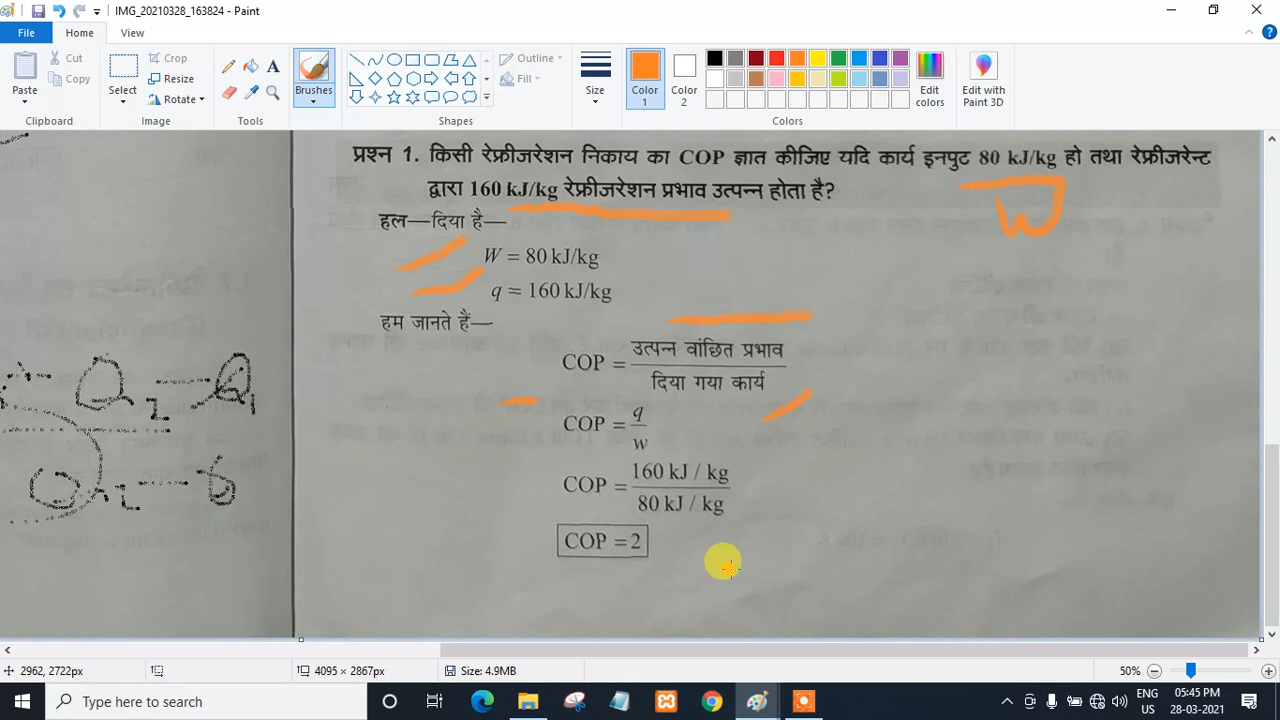 IMG_20210328_163824 - Paint
File Home View
Paste Cut Copy Clipboard
Select Crop Resize Rotate Image
Tools
Brushes
Outline Fill Shapes
Size
Color 1 Color 2 Edit colors Colors
Edit with Paint 3D
प्रश्न 1. किसी रेफ्रीजरेशन निकाय का COP ज्ञात कीजिए यदि कार्य इनपुट 80 kJ/kg हो तथा रेफ्रीजरेन्ट
द्वारा 160 kJ/kg रेफ्रीजरेशन प्रभाव उत्पन्न होता है?
W
हल—दिया है—
W = 80 kJ/kg
q = 160 kJ/kg
हम जानते हैं—
COP = उत्पन्न वांछित प्रभाव
दिया गया कार्य
COP = q
w
COP = 160 kJ / kg
80 kJ / kg
COP = 2
2962, 2722px
4095 × 2867px
Size: 4.9MB
50%
Type here to search
ENG
US
05:45 PM
28-03-2021